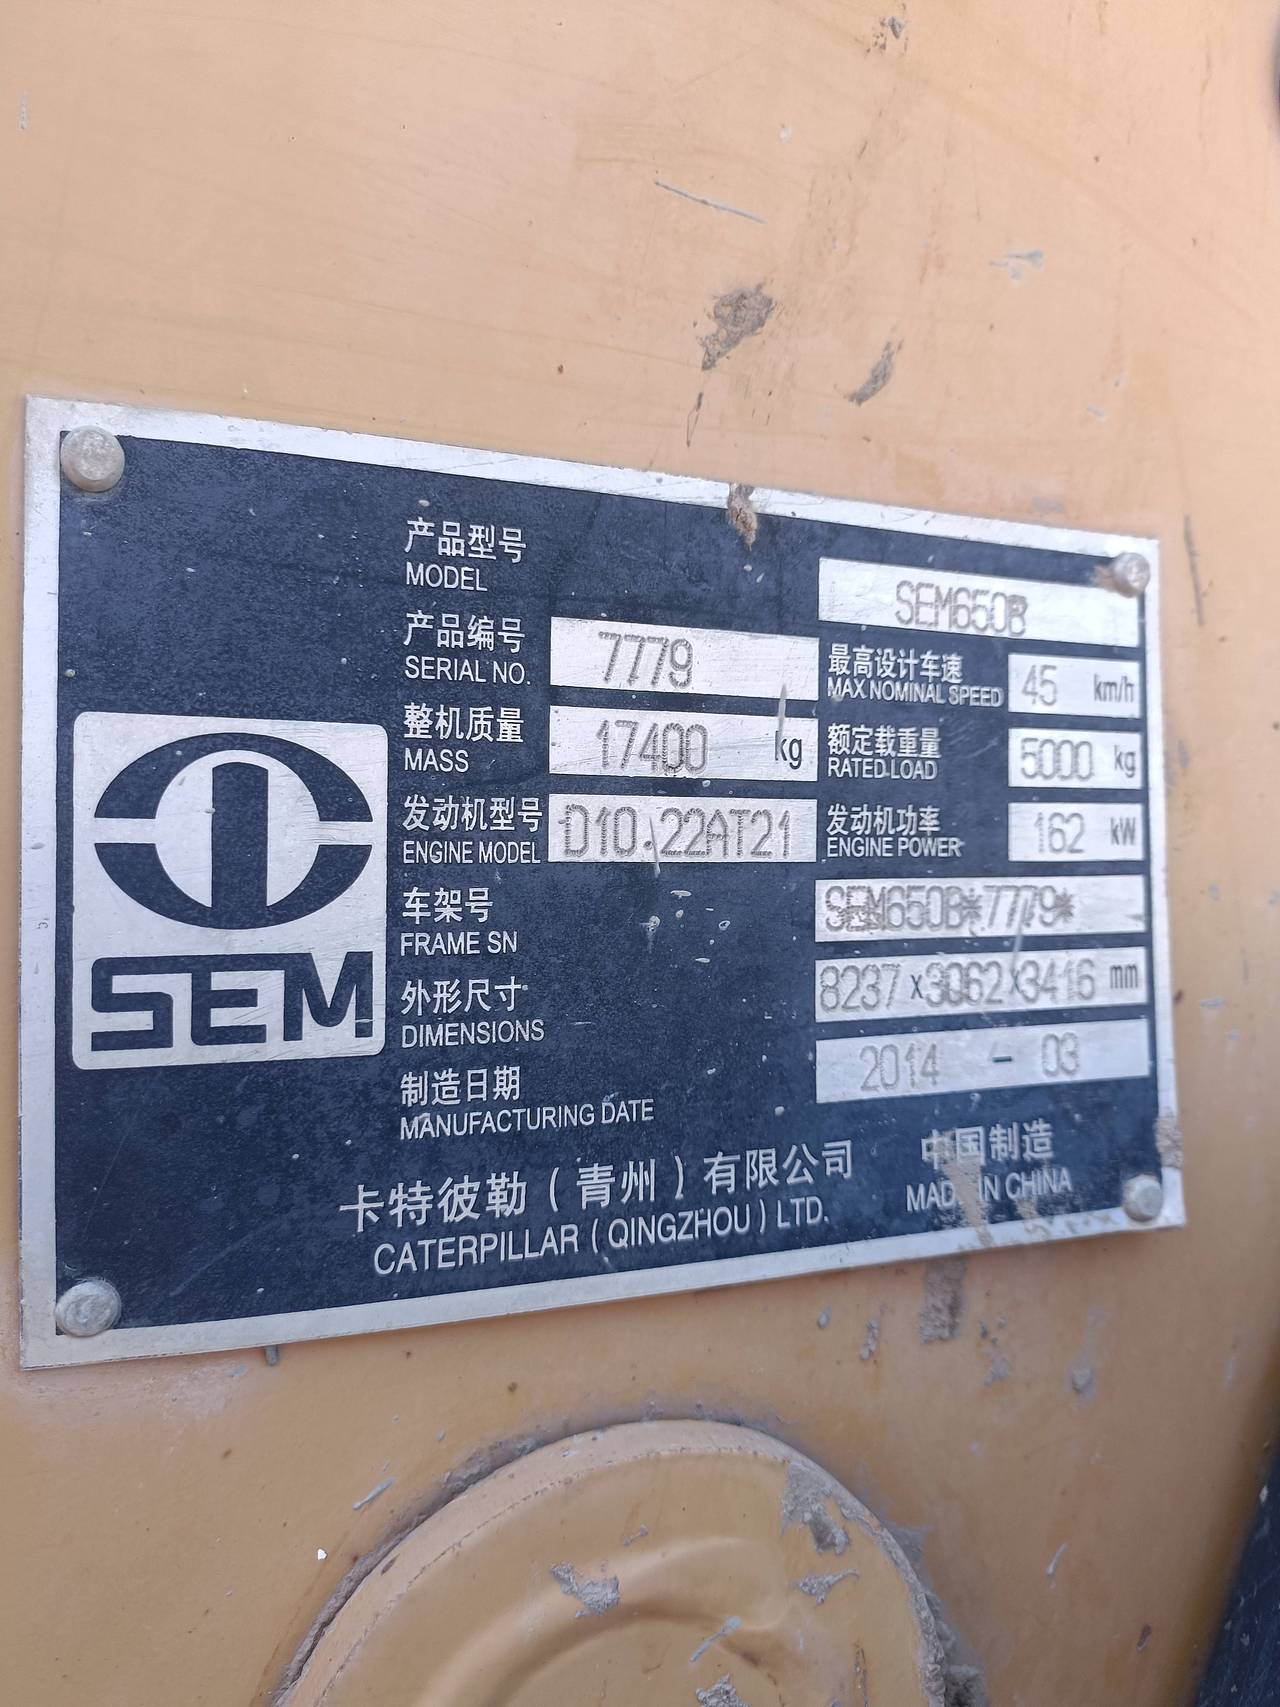 产品型号
MODEL
SEM650B
产品编号
SERIAL NO.
7779
最高设计车速
MAX NOMINAL SPEED
45 km/h
整机质量
MASS
17400 kg
额定载重量
RATED LOAD
5000 kg
发动机型号
ENGINE MODEL
D10.22AT21
发动机功率
ENGINE POWER
162 kW
车架号
FRAME SN
SEM650B*7779*
外形尺寸
DIMENSIONS
8237 x 3062 x 3416 mm
制造日期
MANUFACTURING DATE
2014 - 03
SEM
卡特彼勒（青州）有限公司
CATERPILLAR (QINGZHOU) LTD.
中国制造
MADE IN CHINA